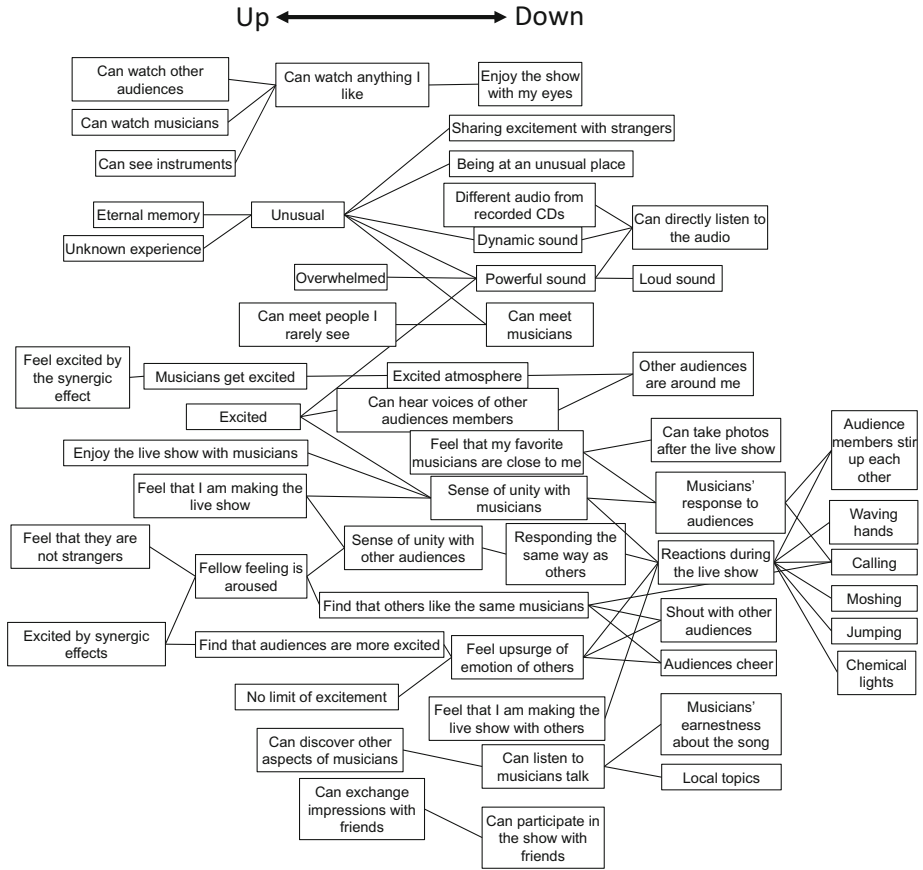 Up
Down
Can watch other
audiences
Can watch anything I
like
Enjoy the show
with my eyes
Can watch musicians
Sharing excitement with strangers
Can see instruments
Being at an unusual place
Different audio from
recorded CDs
Eternal memory
Unusual
Can directly listen to
the audio
Unknown experience
Dynamic sound
Overwhelmed
Powerful sound
Loud sound
Can meet people I
rarely see
Can meet
musicians
Feel excited by
the synergic
effect
Musicians get excited
Excited atmosphere
Other audiences
are around me
Excited
Can hear voices of other
audiences members
Feel that my favorite
musicians are close to me
Can take photos
after the live show
Audience
members stir
up each
other
Enjoy the live show with musicians
Feel that I am making the
live show
Sense of unity with
musicians
Musicians'
response to
audiences
Waving
hands
Feel that they are
not strangers
Sense of unity with
other audiences
Responding the
same way as
others
Reactions during
the live show
Calling
Fellow feeling is
aroused
Find that others like the same musicians
Moshing
Shout with other
audiences
Jumping
Excited by synergic
effects
Find that audiences are more excited
Feel upsurge of
emotion of others
Audiences cheer
Chemical
lights
No limit of excitement
Feel that I am making the
live show with others
Musicians'
earnestness
about the song
Can discover other
aspects of musicians
Can listen to
musicians talk
Local topics
Can exchange
impressions with
friends
Can participate in
the show with
friends